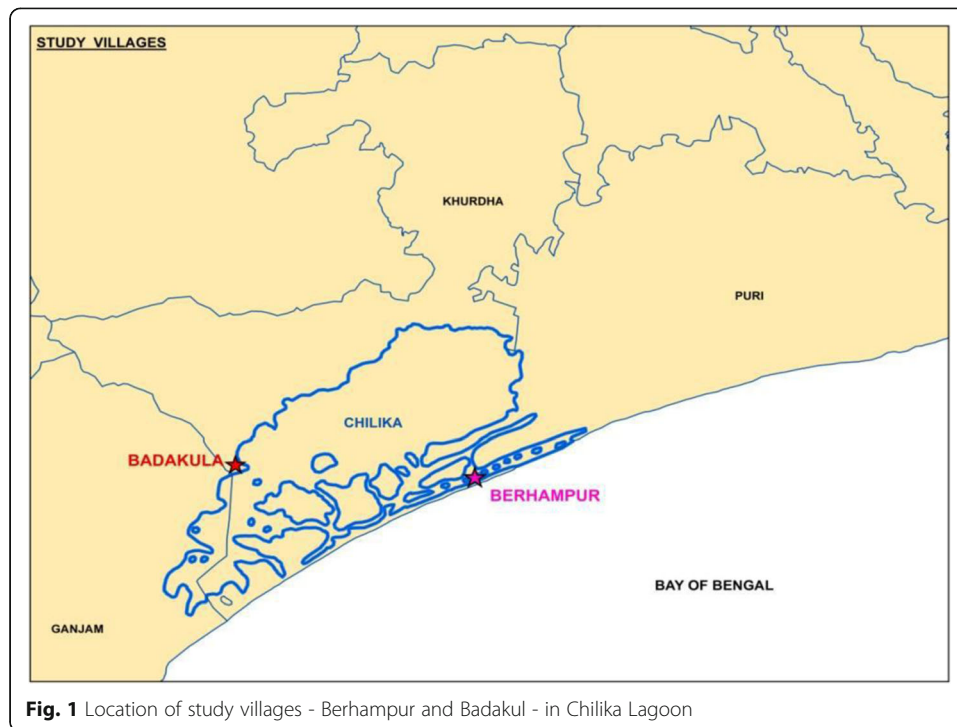 STUDY VILLAGES
KHURDHA
PURI
CHILIKA
BADAKULA
BERHAMPUR
BAY OF BENGAL
GANJAM
Fig. 1 Location of study villages - Berhampur and Badakul - in Chilika Lagoon